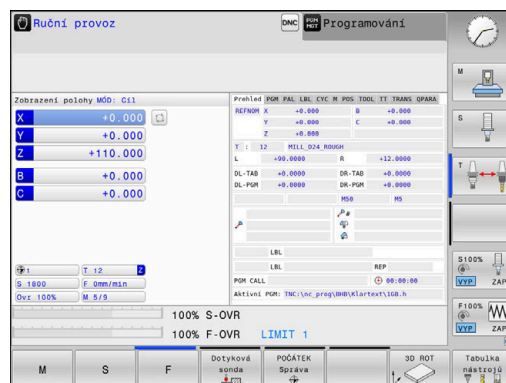 Ruční provoz
DNC
PGM
MGT
Programování
Zobrazení polohy MÓD: Cíl
X +0.000
Y +0.000
Z +110.000
B +0.000
C +0.000
1 T 12 Z
S 1800 F 0mm/min
Ovr 100% M 5/9
Přehled PGM PAL LBL CYC M POS TOOL TT TRANS QPARA
REFNOM X +0.000 B +0.000
Y +0.000 C +0.000
Z +0.000
T : 12 MILL_D24_ROUGH
L +90.0000 R +12.0000
DL-TAB +0.0000 DR-TAB +0.0000
DL-PGM +0.0000 DR-PGM +0.0000
M50 M5
P #
LBL
LBL REP
PGM CALL 00:00:00
Aktivní PGM: TNC:\nc_prog\BHB\Klartext\1GB.h
100% S-OVR
100% F-OVR LIMIT 1
M
S
F
Dotyková
sonda
POČÁTEK
Správa
3D ROT
Tabulka
nástrojů
M
S
T
S100%
VYP ZAP
F100%
VYP ZAP